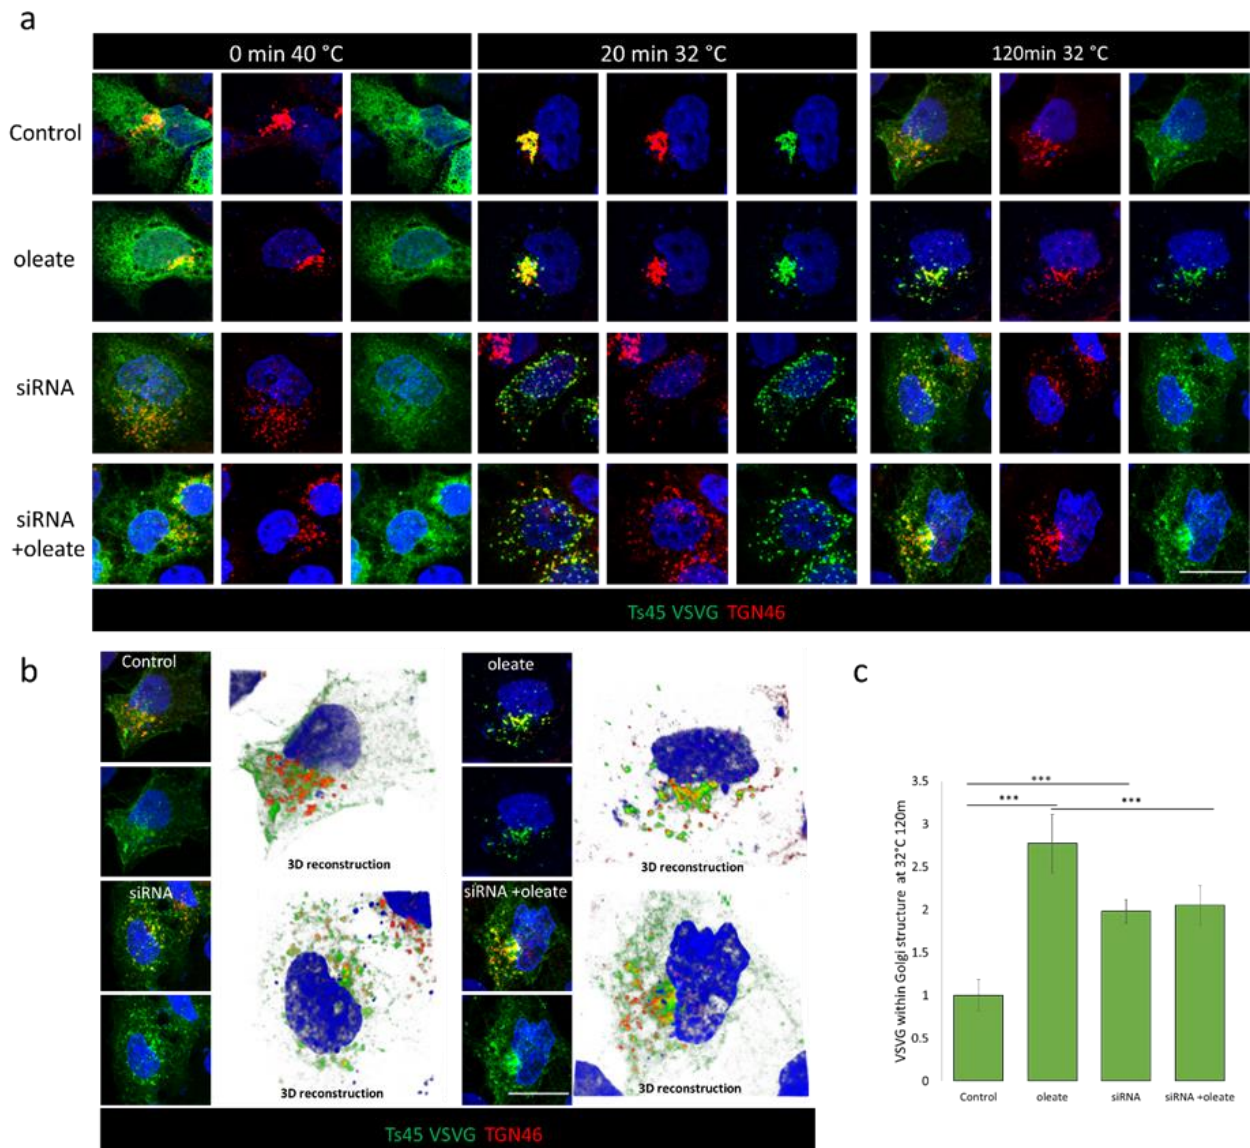 a
0 min 40 °C
20 min 32 °C
120min 32 °C
Control
oleate
siRNA
siRNA
+oleate
Ts45 VSVG TGN46
b
Control
3D reconstruction
oleate
3D reconstruction
siRNA
3D reconstruction
siRNA +oleate
3D reconstruction
Ts45 VSVG TGN46
c
VSVG within Golgi structure at 32°C 120m
3.5
3
2.5
2
1.5
1
0.5
0
***
***
***
Control
oleate
siRNA
siRNA +oleate